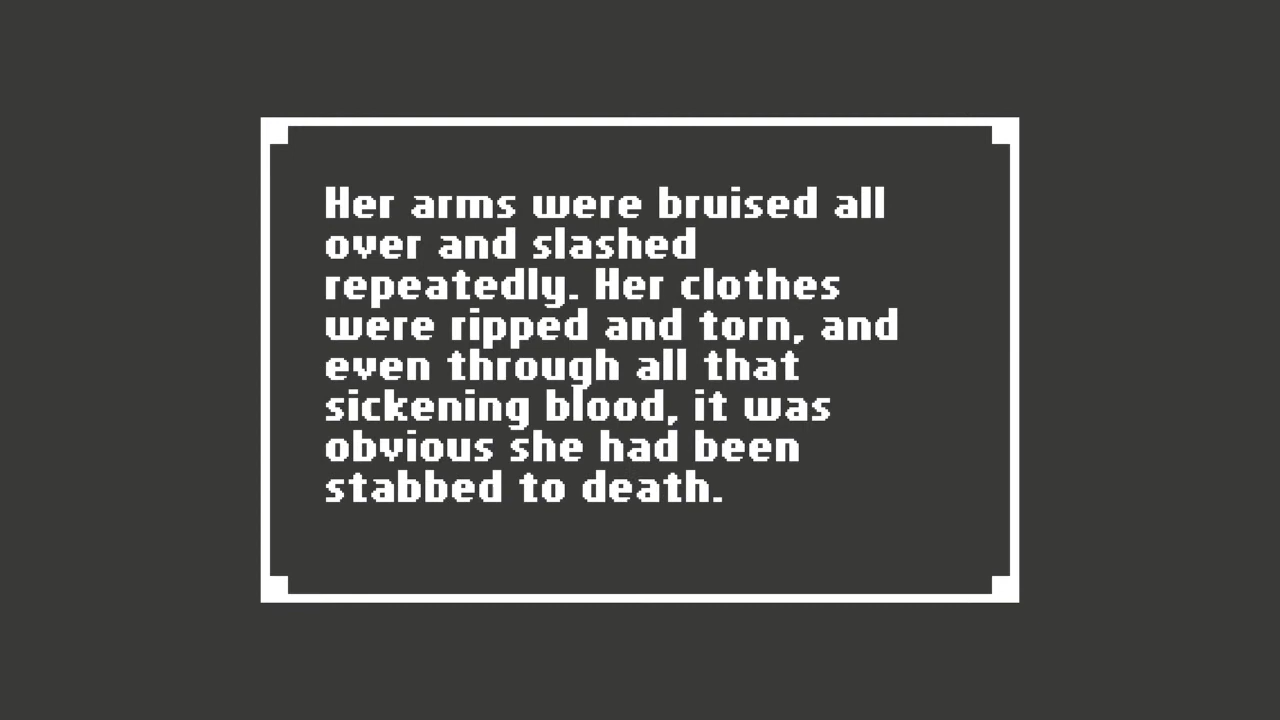 Her arms were bruised all
over and slashed
repeatedly. Her clothes
were ripped and torn, and
even through all that
sickening blood, it was
obvious she had been
stabbed to death.